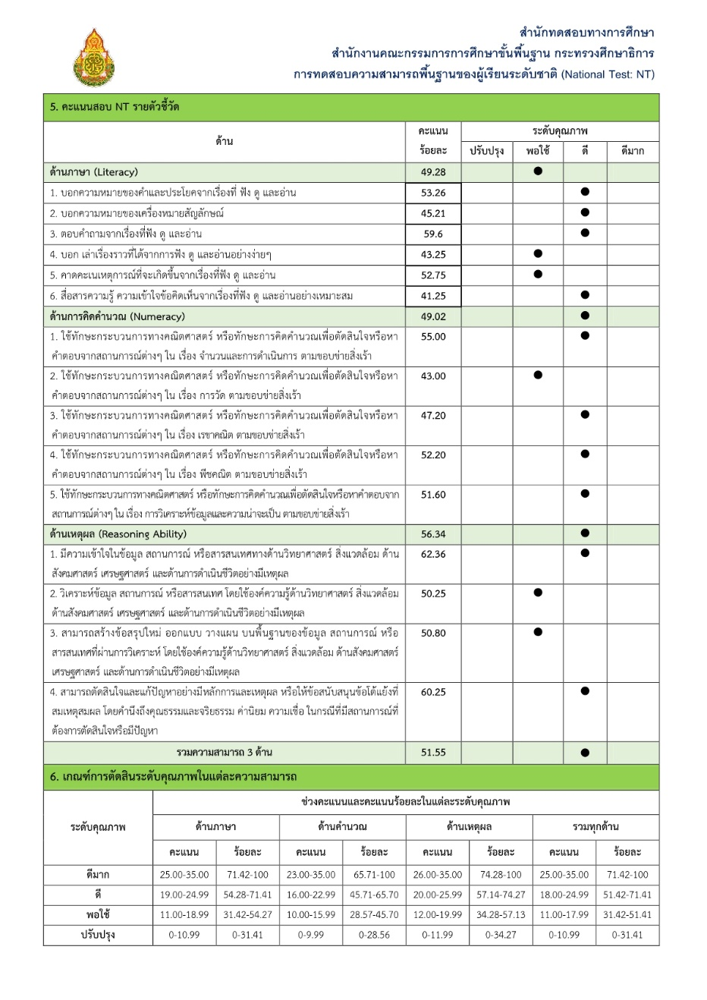 สำนักทดสอบทางการศึกษา
สำนักงานคณะกรรมการการศึกษาขั้นพื้นฐาน กระทรวงศึกษาธิการ
การทดสอบความสามารถพื้นฐานของผู้เรียนระดับชาติ (National Test: NT)
5. คะแนนสอบ NT รายตัวชี้วัด
ด้าน คะแนน ร้อยละ ระดับคุณภาพ
ปรับปรุง พอใช้ ดี ดีมาก
ด้านภาษา (Literacy) 49.28 ●
1. บอกความหมายของคำและประโยคจากเรื่องที่ ฟัง ดู และอ่าน 53.26 ●
2. บอกความหมายของเครื่องหมายสัญลักษณ์ 45.21 ●
3. ตอบคำถามจากเรื่องที่ฟัง ดู และอ่าน 59.6 ●
4. บอก เล่าเรื่องราวที่ได้จากการฟัง ดู และอ่านอย่างง่ายๆ 43.25 ●
5. คาดคะเนเหตุการณ์ที่จะเกิดขึ้นจากเรื่องที่ฟัง ดู และอ่าน 52.75 ●
6. สื่อสารความรู้ ความเข้าใจข้อคิดเห็นจากเรื่องที่ฟัง ดู และอ่านอย่างเหมาะสม 41.25 ●
ด้านการคิดคำนวณ (Numeracy) 49.02 ●
1. ใช้ทักษะกระบวนการทางคณิตศาสตร์ หรือทักษะการคิดคำนวณเพื่อตัดสินใจหรือหา 55.00 ●
คำตอบจากสถานการณ์ต่างๆ ใน เรื่อง จำนวนและการดำเนินการ ตามขอบข่ายสิ่งเร้า
2. ใช้ทักษะกระบวนการทางคณิตศาสตร์ หรือทักษะการคิดคำนวณเพื่อตัดสินใจหรือหา 43.00 ●
คำตอบจากสถานการณ์ต่างๆ ใน เรื่อง การวัด ตามขอบข่ายสิ่งเร้า
3. ใช้ทักษะกระบวนการทางคณิตศาสตร์ หรือทักษะการคิดคำนวณเพื่อตัดสินใจหรือหา 47.20 ●
คำตอบจากสถานการณ์ต่างๆ ใน เรื่อง เรขาคณิต ตามขอบข่ายสิ่งเร้า
4. ใช้ทักษะกระบวนการทางคณิตศาสตร์ หรือทักษะการคิดคำนวณเพื่อตัดสินใจหรือหา 52.20 ●
คำตอบจากสถานการณ์ต่างๆ ใน เรื่อง พีชคณิต ตามขอบข่ายสิ่งเร้า
5. ใช้ทักษะกระบวนการทางคณิตศาสตร์ หรือทักษะการคิดคำนวณเพื่อตัดสินใจหรือหาคำตอบจาก 51.60 ●
สถานการณ์ต่างๆ ใน เรื่อง การวิเคราะห์ข้อมูลและความน่าจะเป็น ตามขอบข่ายสิ่งเร้า
ด้านเหตุผล (Reasoning Ability) 56.34 ●
1. มีความเข้าใจในข้อมูล สถานการณ์ หรือสารสนเทศทางด้านวิทยาศาสตร์ สิ่งแวดล้อม ด้าน 62.36 ●
สังคมศาสตร์ เศรษฐศาสตร์ และด้านการดำเนินชีวิตอย่างมีเหตุผล
2. วิเคราะห์ข้อมูล สถานการณ์ หรือสารสนเทศ โดยใช้องค์ความรู้ด้านวิทยาศาสตร์ สิ่งแวดล้อม 50.25 ●
ด้านสังคมศาสตร์ เศรษฐศาสตร์ และด้านการดำเนินชีวิตอย่างมีเหตุผล
3. สามารถสร้างข้อสรุปใหม่ ออกแบบ วางแผน บนพื้นฐานของข้อมูล สถานการณ์ หรือ 50.80 ●
สารสนเทศที่ผ่านการวิเคราะห์ โดยใช้องค์ความรู้ด้านวิทยาศาสตร์ สิ่งแวดล้อม ด้านสังคมศาสตร์
เศรษฐศาสตร์ และด้านการดำเนินชีวิตอย่างมีเหตุผล
4. สามารถตัดสินใจและแก้ปัญหาอย่างมีหลักการและเหตุผล หรือให้ข้อสนับสนุนข้อโต้แย้งที่ 60.25 ●
สมเหตุสมผล โดยคำนึงถึงคุณธรรมและจริยธรรม ค่านิยม ความเชื่อ ในกรณีที่มีสถานการณ์ที่
ต้องการตัดสินใจหรือมีปัญหา
รวมความสามารถ 3 ด้าน 51.55 ●
6. เกณฑ์การตัดสินระดับคุณภาพในแต่ละความสามารถ
ระดับคุณภาพ ช่วงคะแนนและคะแนนร้อยละในแต่ละระดับคุณภาพ
ด้านภาษา ด้านคำนวณ ด้านเหตุผล รวมทุกด้าน
คะแนน ร้อยละ คะแนน ร้อยละ คะแนน ร้อยละ คะแนน ร้อยละ
ดีมาก 25.00-35.00 71.42-100 23.00-35.00 65.71-100 26.00-35.00 74.28-100 25.00-35.00 71.42-100
ดี 19.00-24.99 54.28-71.41 16.00-22.99 45.71-65.70 20.00-25.99 57.14-74.27 18.00-24.99 51.42-71.41
พอใช้ 11.00-18.99 31.42-54.27 10.00-15.99 28.57-45.70 12.00-19.99 34.28-57.13 11.00-17.99 31.42-51.41
ปรับปรุง 0-10.99 0-31.41 0-9.99 0-28.56 0-11.99 0-34.27 0-10.99 0-31.41